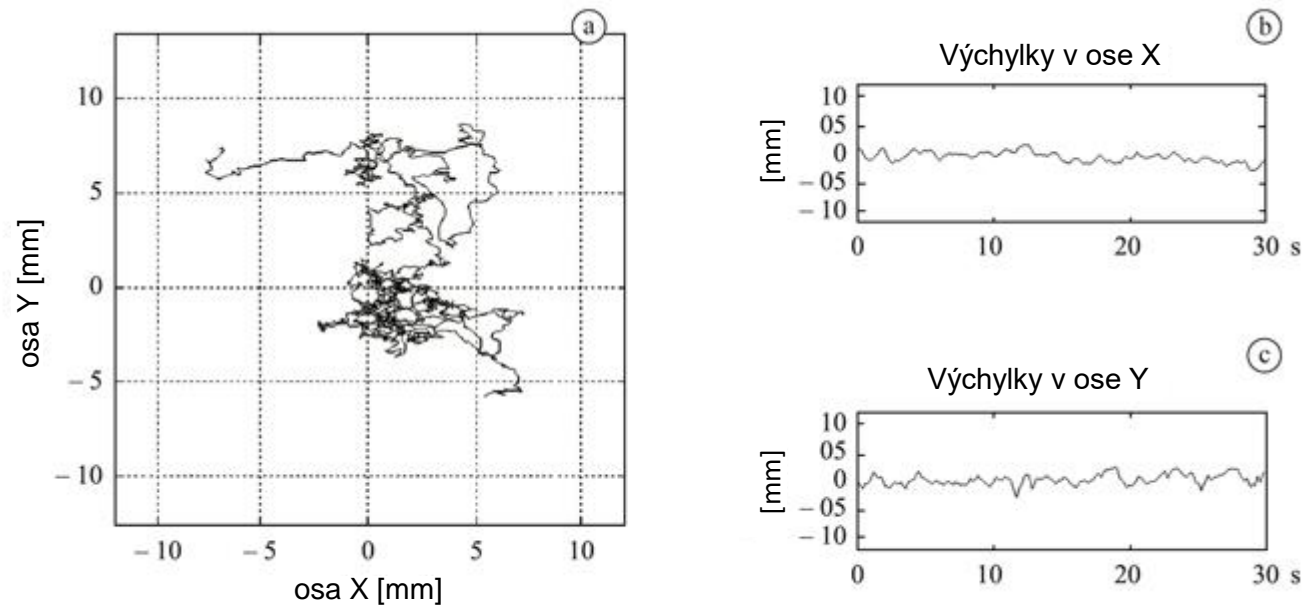 a
10
5
0
– 5
– 10
osa Y [mm]
– 10 – 5 0 5 10
osa X [mm]
b
Výchylky v ose X
10
05
0
– 05
– 10
[mm]
0 10 20 30 s
c
Výchylky v ose Y
10
05
0
– 05
– 10
[mm]
0 10 20 30 s